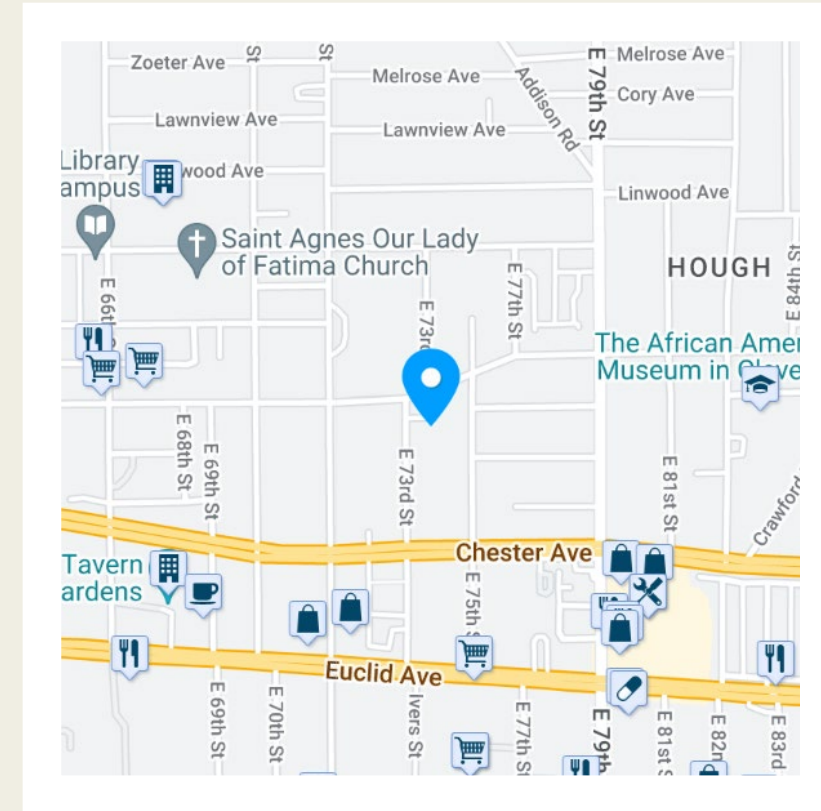 Zoeter Ave
St
St
Melrose Ave
Addison Rd
E 79th St
Melrose Ave
Cory Ave
Lawnview Ave
Lawnview Ave
Library
ampus
wood Ave
Linwood Ave
Saint Agnes Our Lady
of Fatima Church
HOUGH
E 84th St
E 66th S
E 73rd
E 77th St
The African Amer
Museum in Cleve
E 68th St
E 69th St
E 73rd St
E 81st St
Crawford
Chester Ave
Tavern
ardens
E 75th S
Euclid Ave
E 69th St
E 70th St
Ivers St
E 77th St
E 79th
E 81st S
E 82n
E 83rd